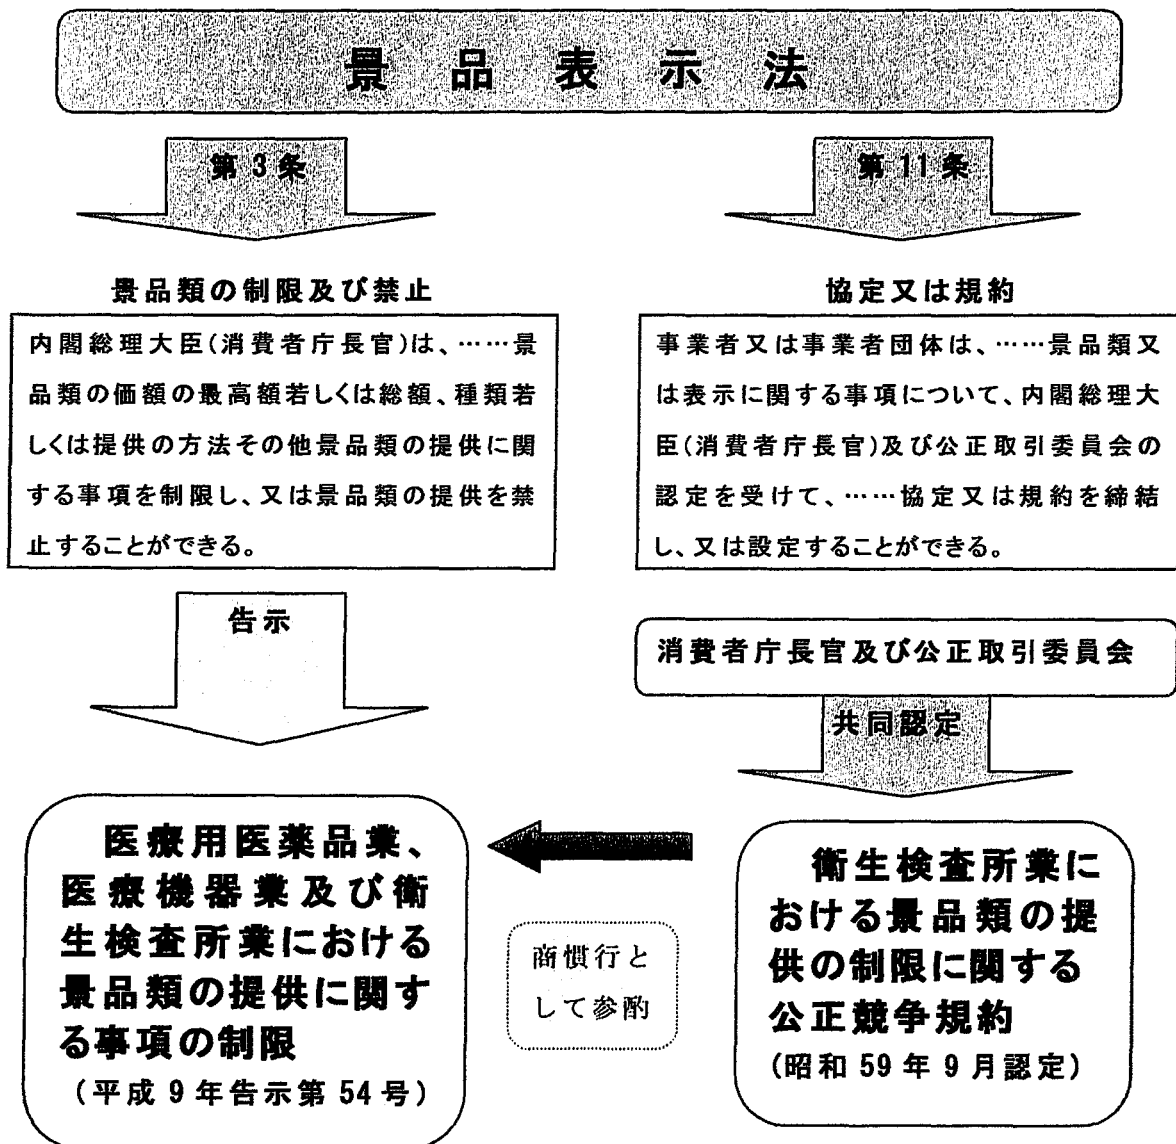 景品表示法
第3条
景品類の制限及び禁止
内閣総理大臣(消費者庁長官)は、……景
品類の価額の最高額若しくは総額、種類若
しくは提供の方法その他景品類の提供に関
する事項を制限し、又は景品類の提供を禁
止することができる。
告示
医療用医薬品業、
医療機器業及び衛
生検査所業における
景品類の提供に関す
る事項の制限
(平成9年告示第54号)
第11条
協定又は規約
事業者又は事業者団体は、……景品類又
は表示に関する事項について、内閣総理大
臣(消費者庁長官)及び公正取引委員会の
認定を受けて、……協定又は規約を締結
し、又は設定することができる。
消費者庁長官及び公正取引委員会
共同認定
衛生検査所業に
おける景品類の提
供の制限に関する
公正競争規約
(昭和59年9月認定)
商慣行と
して参酌